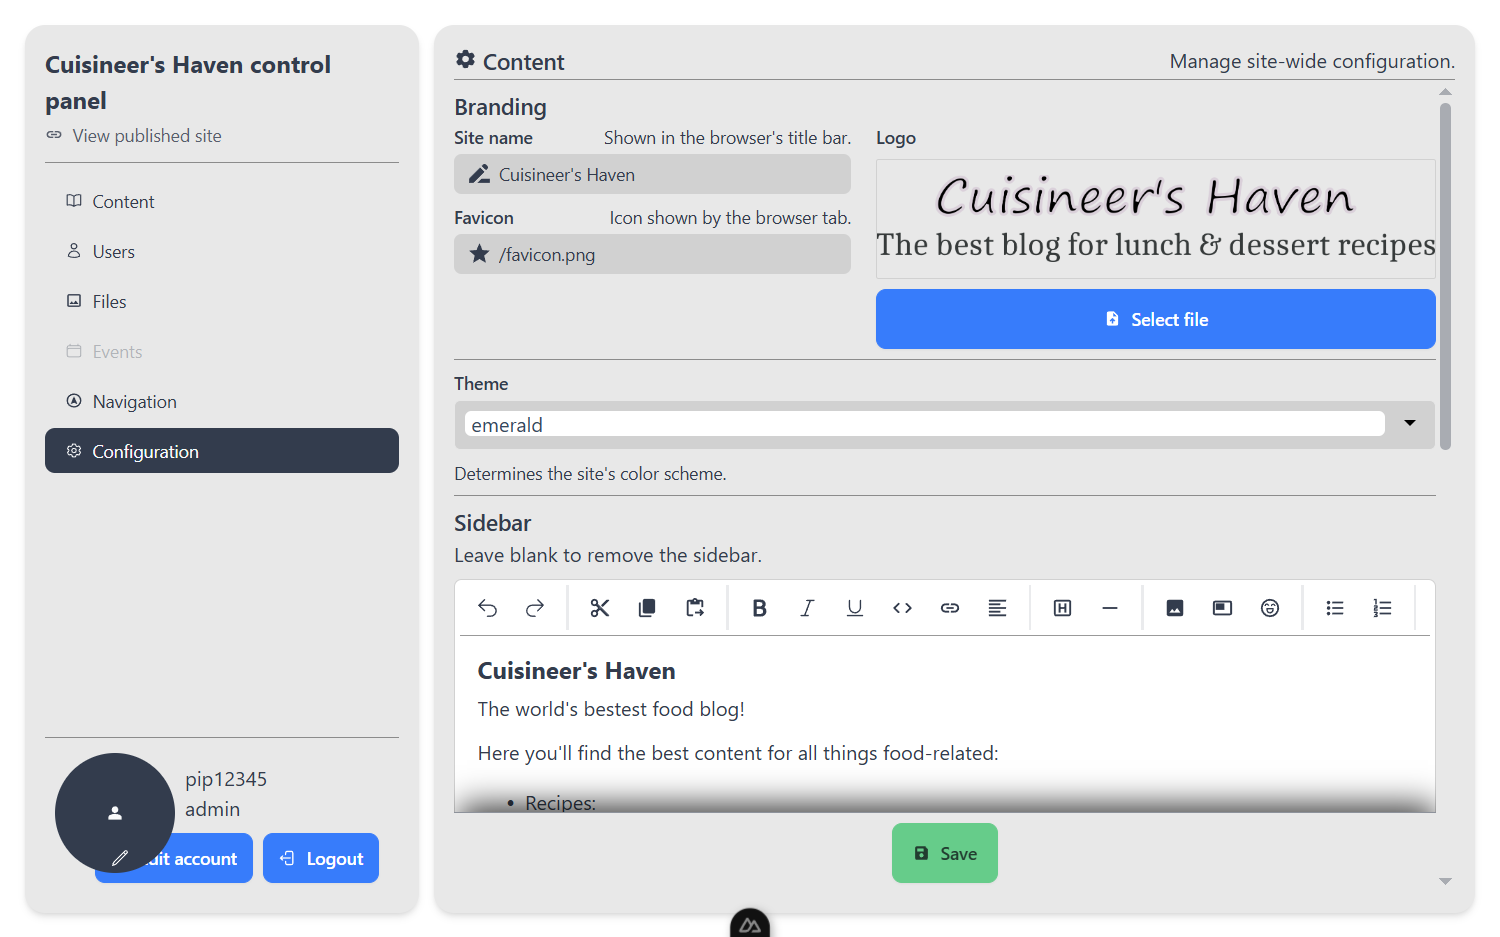 Cuisineer's Haven control
panel
View published site
Content
Users
Files
Events
Navigation
Configuration
pip12345
admin
it account
Logout
Content
Manage site-wide configuration.
Branding
Site name
Shown in the browser's title bar.
Cuisineer's Haven
Favicon
Icon shown by the browser tab.
/favicon.png
Logo
Cuisineer's Haven
The best blog for lunch & dessert recipes
Select file
Theme
emerald
Determines the site's color scheme.
Sidebar
Leave blank to remove the sidebar.
Cuisineer's Haven
The world's bestest food blog!
Here you'll find the best content for all things food-related:
• Recipes:
Save